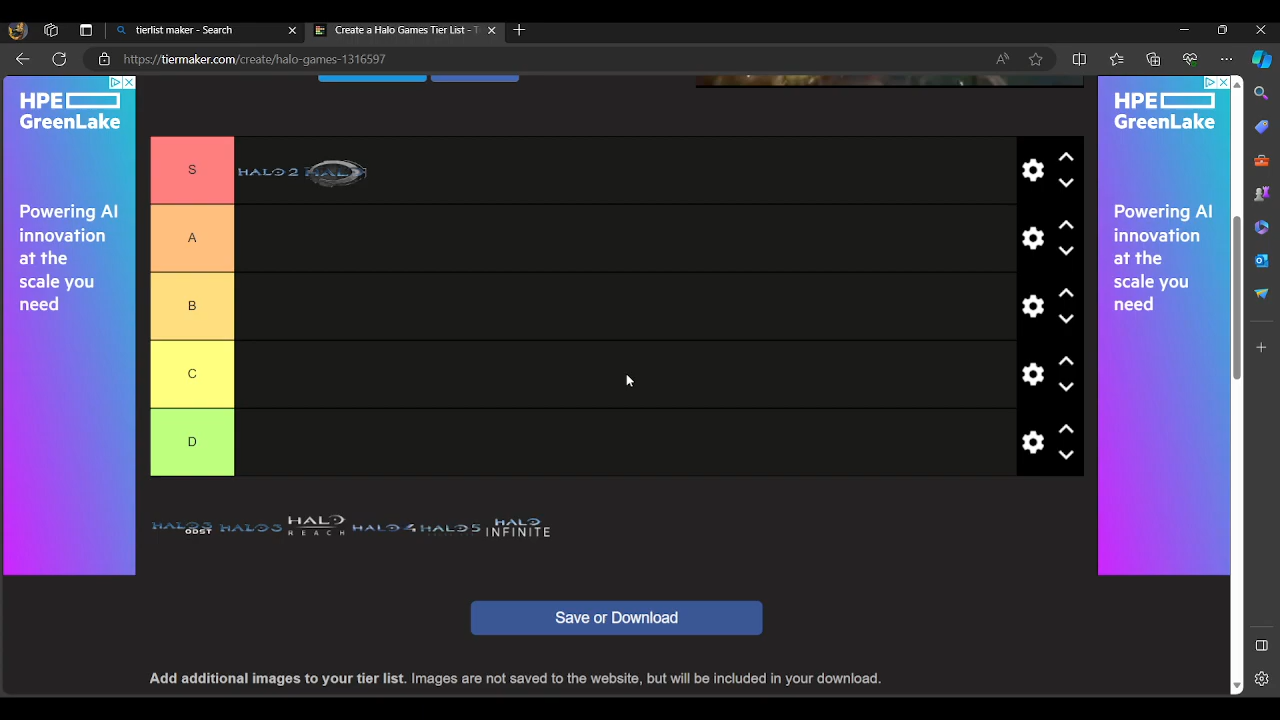 tierlist maker - Search
Create a Halo Games Tier List - T
https://tiermaker.com/create/halo-games-1316597
HPE
GreenLake
Powering AI
innovation
at the
scale you
need
S
HALO 2 HALO
A
B
C
D
HALO 3 ODST HALO 3 HALO REACH HALO 4 HALO 5 HALO INFINITE
Save or Download
Add additional images to your tier list. Images are not saved to the website, but will be included in your download.
HPE
GreenLake
Powering AI
innovation
at the
scale you
need